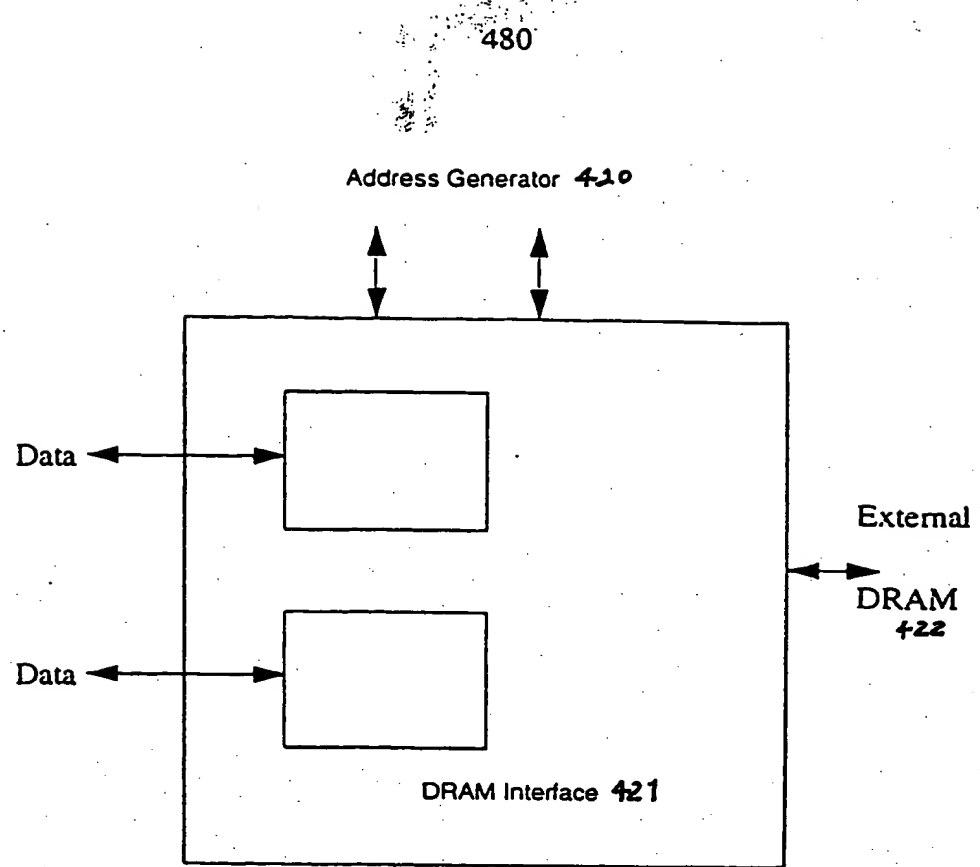 480
Address Generator 420
Data
External
DRAM
422
Data
DRAM Interface 421